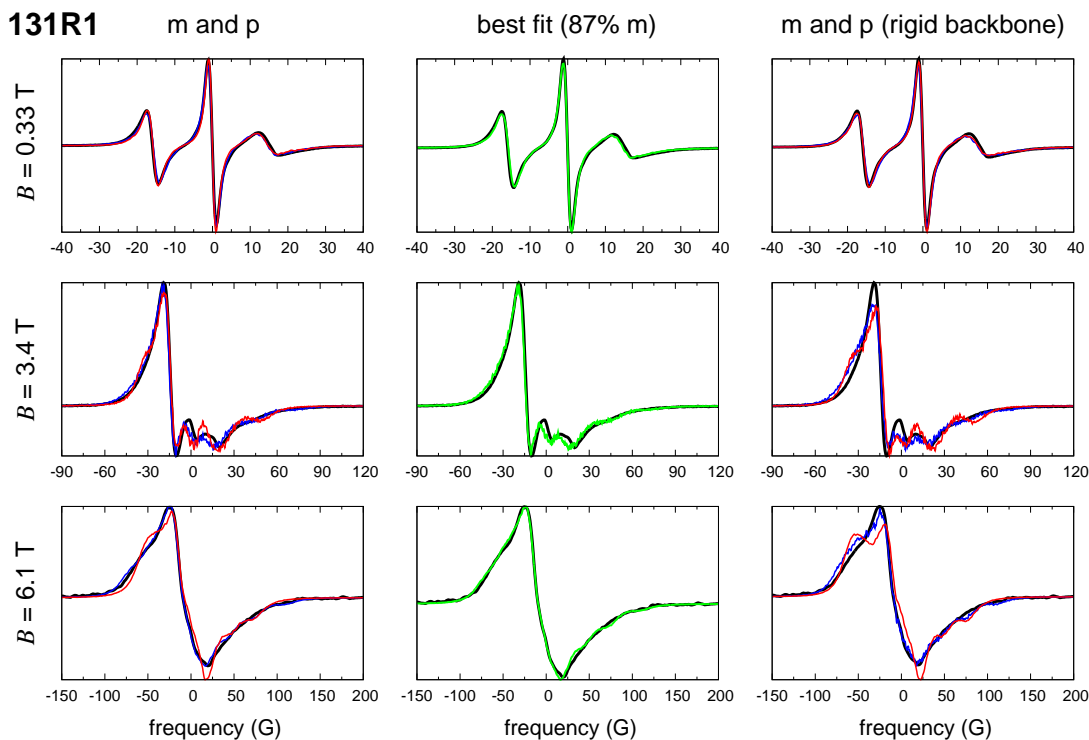 131R1 m and p best fit (87% m) m and p (rigid backbone)
B = 0.33 T
-40 -30 -20 -10 0 10 20 30 40 -40 -30 -20 -10 0 10 20 30 40 -40 -30 -20 -10 0 10 20 30 40
B = 3.4 T
-90 -60 -30 0 30 60 90 120 -90 -60 -30 0 30 60 90 120 -90 -60 -30 0 30 60 90 120
B = 6.1 T
-150 -100 -50 0 50 100 150 200 -150 -100 -50 0 50 100 150 200 -150 -100 -50 0 50 100 150 200
frequency (G) frequency (G) frequency (G)